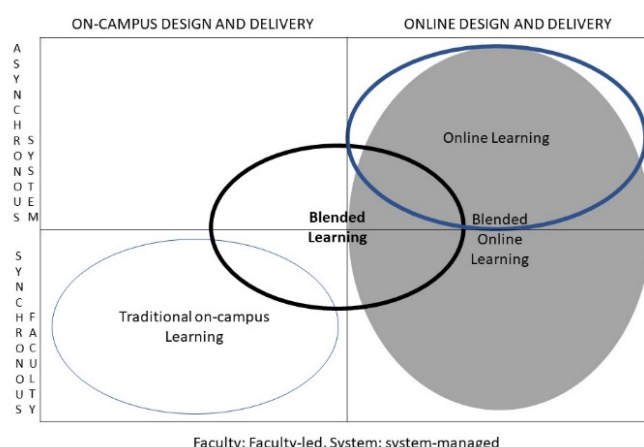 ON-CAMPUS DESIGN AND DELIVERY
ONLINE DESIGN AND DELIVERY
ASYNCHRONOUS
SYSTEM
Online Learning
Blended
Learning
Blended
Online
Learning
SYNCHRONOUS
FACULTY
Traditional on-campus
Learning
Faculty: Faculty-led, System: system-managed